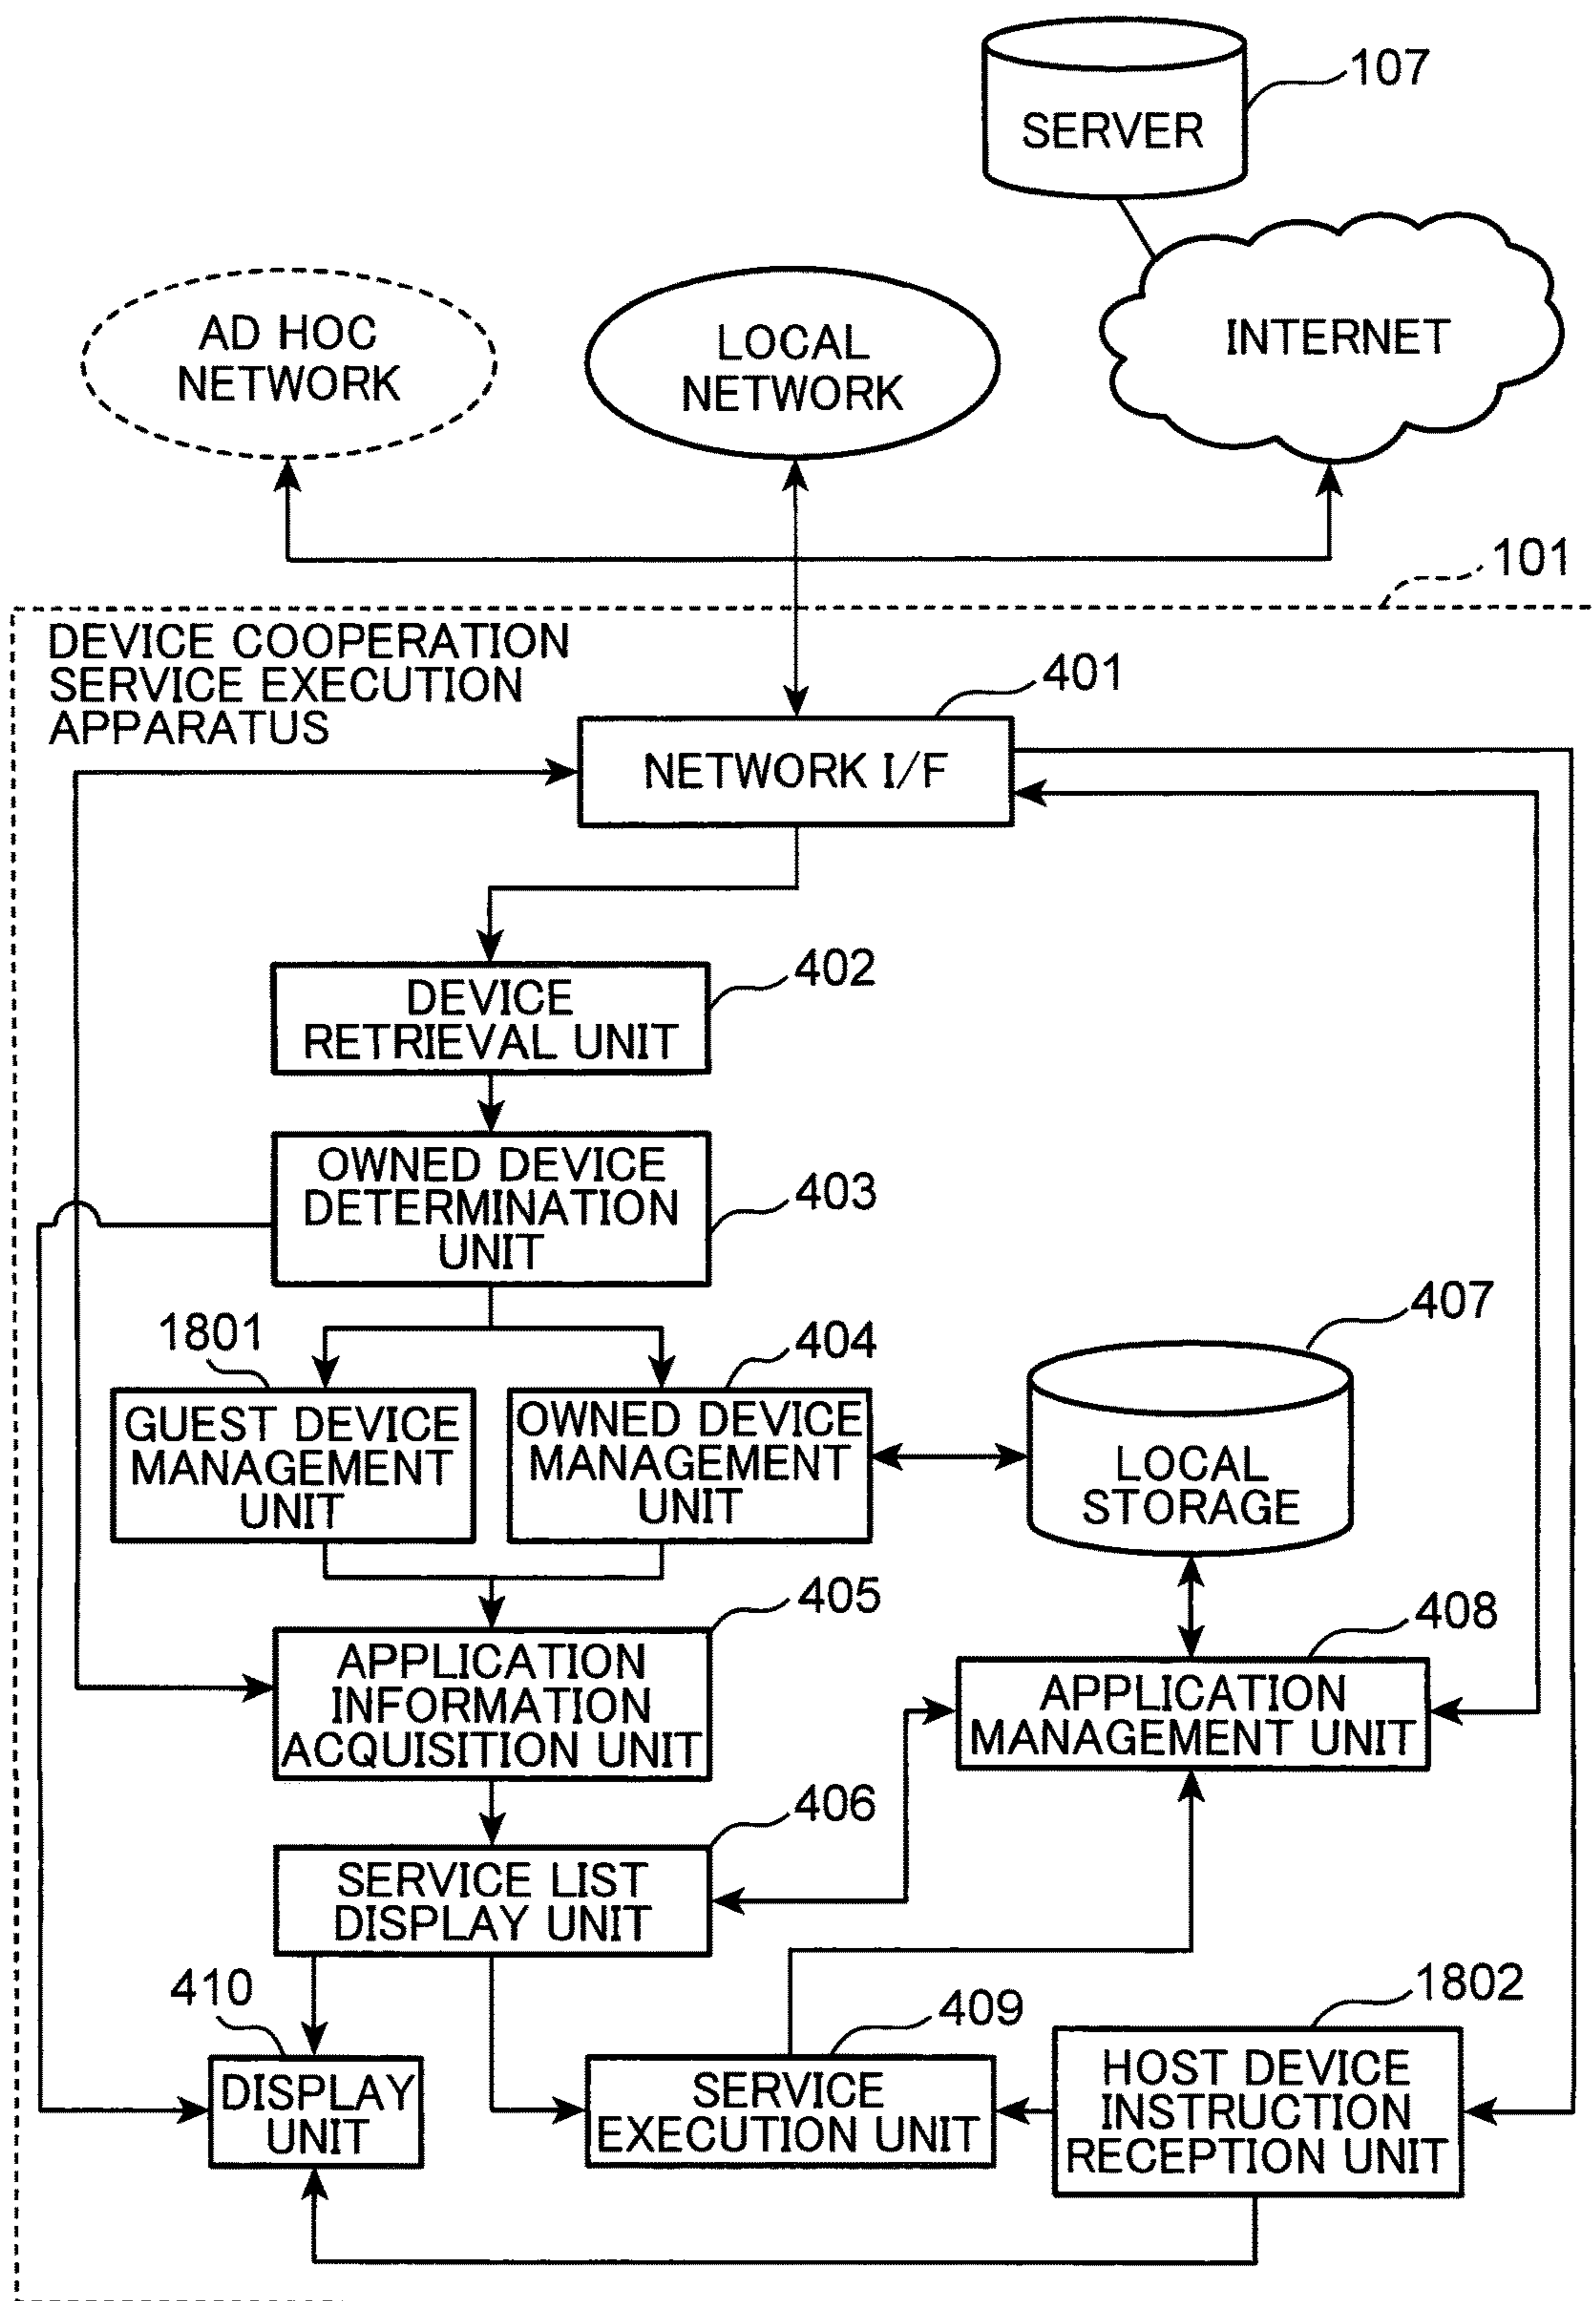 107
SERVER
AD HOC
NETWORK
LOCAL
NETWORK
INTERNET
101
DEVICE COOPERATION
SERVICE EXECUTION
APPARATUS
401
NETWORK I/F
402
DEVICE
RETRIEVAL UNIT
403
OWNED DEVICE
DETERMINATION
UNIT
1801
GUEST DEVICE
MANAGEMENT
UNIT
404
OWNED DEVICE
MANAGEMENT
UNIT
407
LOCAL
STORAGE
405
APPLICATION
INFORMATION
ACQUISITION UNIT
408
APPLICATION
MANAGEMENT UNIT
406
SERVICE LIST
DISPLAY UNIT
410
DISPLAY
UNIT
409
SERVICE
EXECUTION UNIT
1802
HOST DEVICE
INSTRUCTION
RECEPTION UNIT